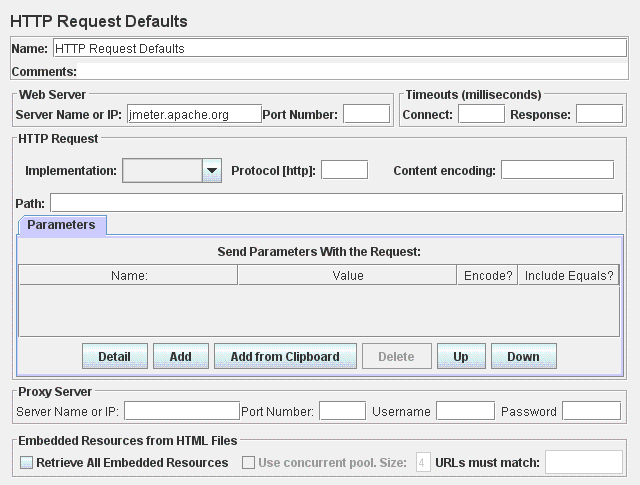 HTTP Request Defaults
Name: HTTP Request Defaults
Comments:
Web Server
Timeouts (milliseconds)
Server Name or IP: jmeter.apache.org Port Number:
Connect: Response:
HTTP Request
Implementation: Protocol [http]: Content encoding:
Path:
Parameters
Send Parameters With the Request:
Name: Value Encode? Include Equals?
Detail Add Add from Clipboard Delete Up Down
Proxy Server
Server Name or IP: Port Number: Username Password
Embedded Resources from HTML Files
Retrieve All Embedded Resources Use concurrent pool. Size: 4 URLs must match: